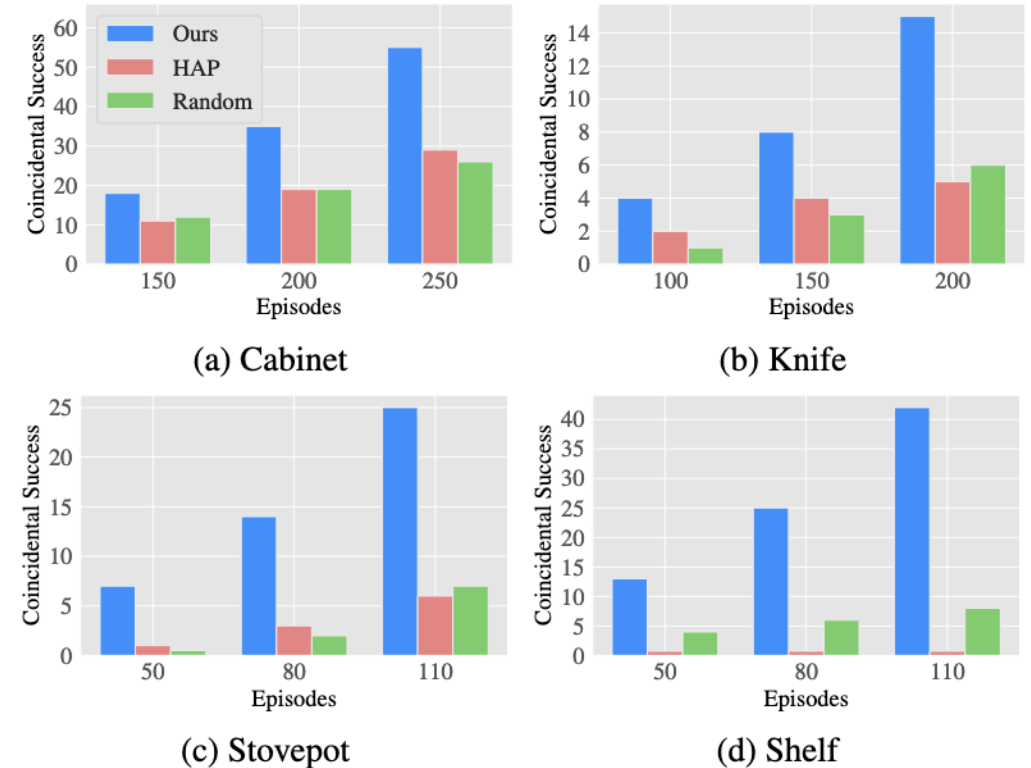 Coincidental Success
60
50
40
30
20
10
0
Ours
HAP
Random
150 200 250
Episodes
(a) Cabinet
Coincidental Success
14
12
10
8
6
4
2
0
100 150 200
Episodes
(b) Knife
Coincidental Success
25
20
15
10
5
0
50 80 110
Episodes
(c) Stovepot
Coincidental Success
40
35
30
25
20
15
10
5
0
50 80 110
Episodes
(d) Shelf